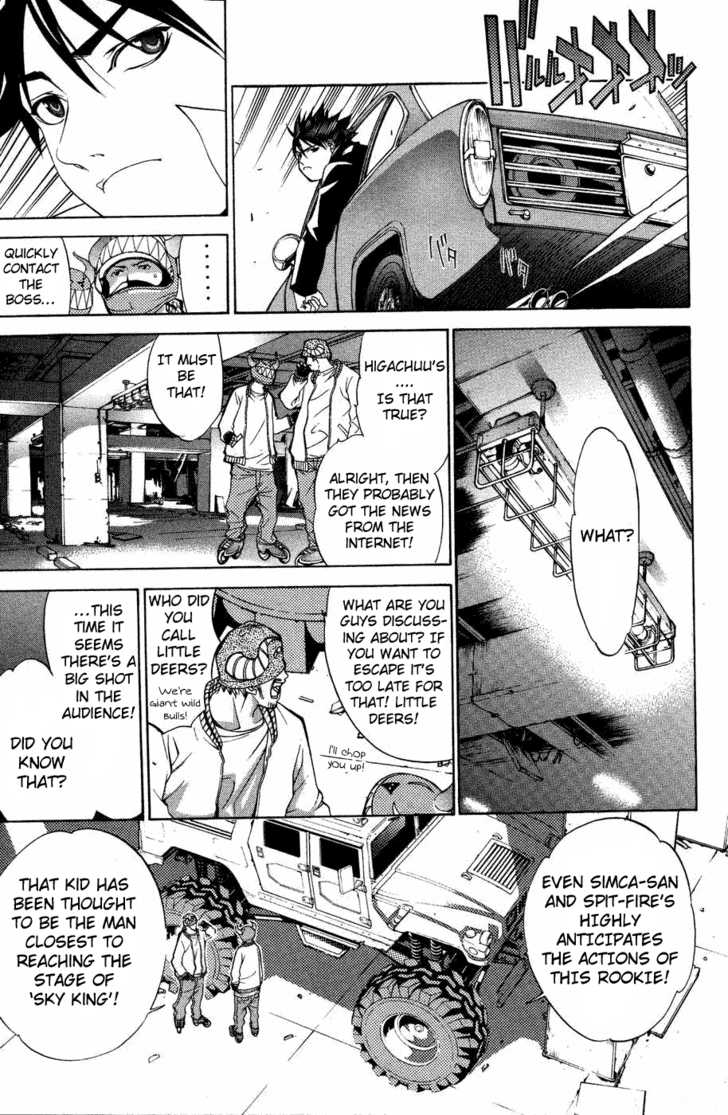 バタ
バタ
......
QUICKLY
CONTACT
THE
BOSS...
WHAT?
HIGACHUU'S
....
IS THAT
TRUE?
ALRIGHT, THEN
THEY PROBABLY
GOT THE NEWS
FROM THE
INTERNET!
IT MUST
BE
THAT!
WHAT ARE YOU
GUYS DISCUSS-
ING ABOUT? IF
YOU WANT TO
ESCAPE IT'S
TOO LATE FOR
THAT! LITTLE
DEERS!
I'll chop
you up!
WHO DID
YOU
CALL
LITTLE
DEERS?
We're
giant wild
bulls!
...THIS
TIME IT
SEEMS
THERE'S A
BIG SHOT
IN THE
AUDIENCE!
DID YOU
KNOW
THAT?
EVEN SIMCA-SAN
AND SPIT-FIRE'S
HIGHLY
ANTICIPATES
THE ACTIONS OF
THIS ROOKIE!
THAT KID HAS
BEEN THOUGHT
TO BE THE MAN
CLOSEST TO
REACHING THE
STAGE OF
'SKY KING'!